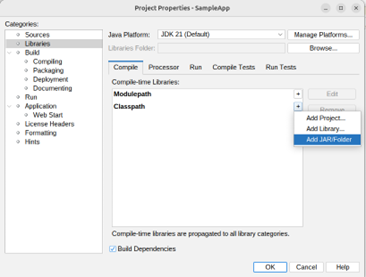 Project Properties - SampleApp
Categories:
Sources
Libraries
Build
Compiling
Packaging
Deployment
Documenting
Run
Application
Web Start
License Headers
Formatting
Hints
Java Platform: JDK 21 (Default) Manage Platforms...
Libraries Folder: Browse...
Compile Processor Run Compile Tests Run Tests
Compile-time Libraries:
Modulepath + Edit
Classpath + Remove
Add Project...
Add Library...
Add JAR/Folder
Compile-time libraries are propagated to all library categories.
Build Dependencies
OK Cancel Help